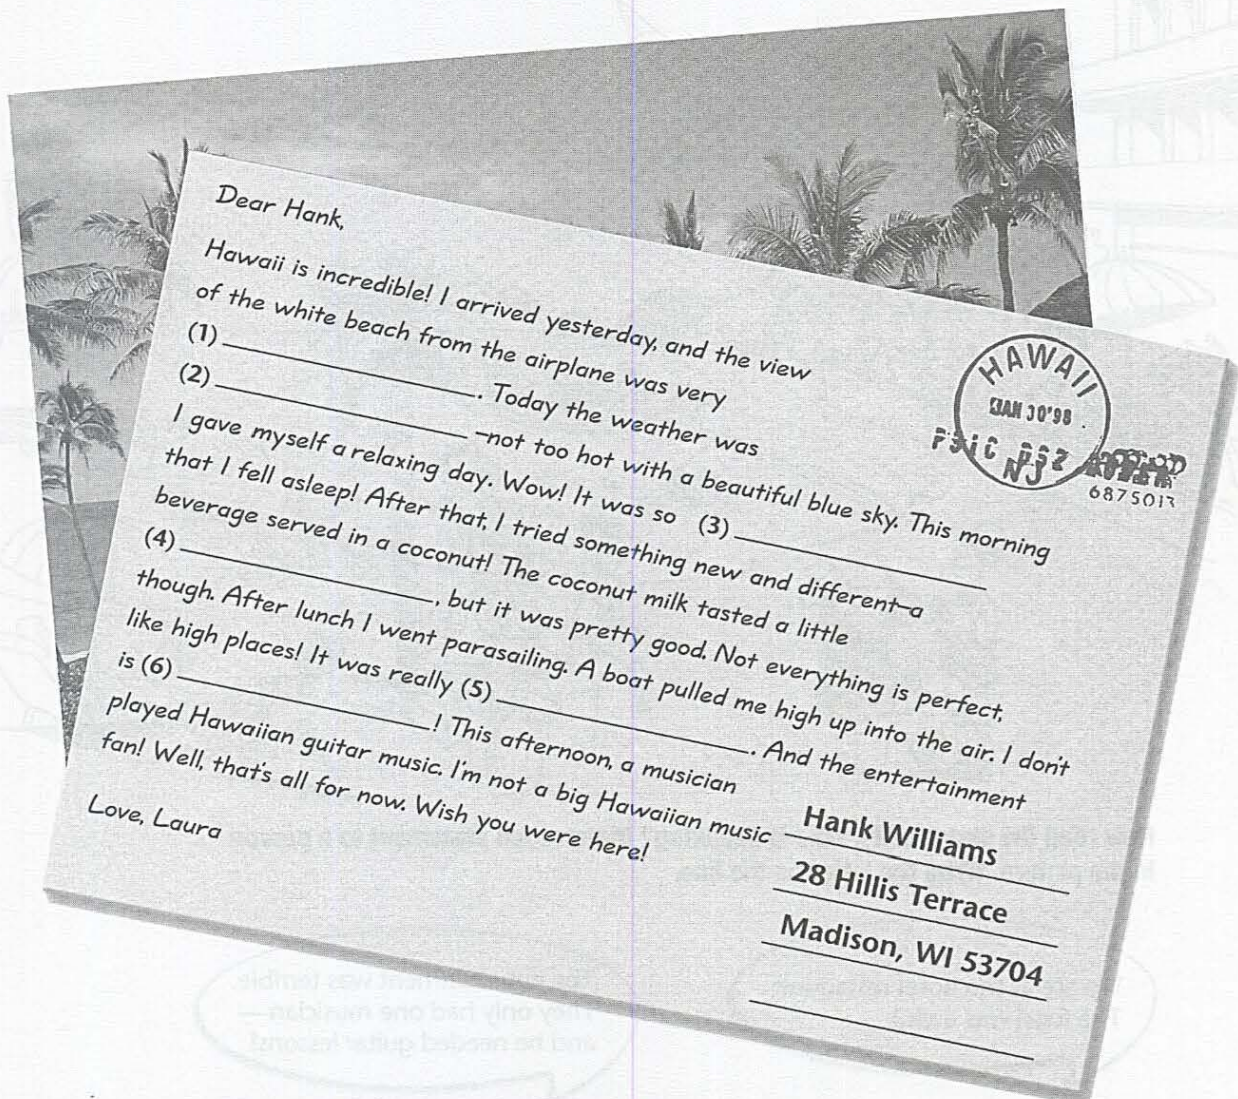 Dear Hank,
Hawaii is incredible! I arrived yesterday, and the view
of the white beach from the airplane was very
(1) ____________. Today the weather was
(2) ____________ –not too hot with a beautiful blue sky. This morning
I gave myself a relaxing day. Wow! It was so (3) ____________
that I fell asleep! After that, I tried something new and different–a
beverage served in a coconut! The coconut milk tasted a little
(4) ____________, but it was pretty good. Not everything is perfect,
though. After lunch I went parasailing. A boat pulled me high up into the air. I don't
like high places! It was really (5) ____________. And the entertainment
is (6) ____________! This afternoon, a musician
played Hawaiian guitar music. I'm not a big Hawaiian music
fan! Well, that's all for now. Wish you were here!
Love, Laura
HAWAII
JAN 30'98
NJ
6875013
Hank Williams
28 Hillis Terrace
Madison, WI 53704